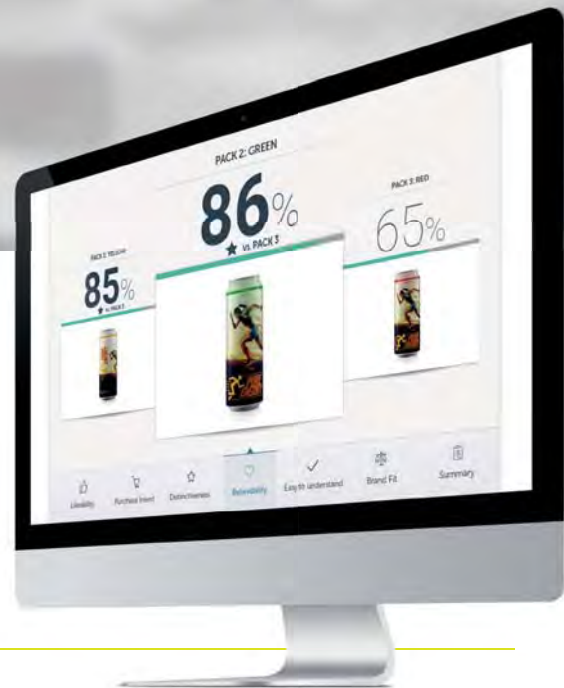 PACK 2: GREEN
86%
★ vs. PACK 3
PACK 3: RED
65%
85%
Likeability
Purchase Intent
Distinctiveness
Believability
Easy to understand
Brand Fit
Summary